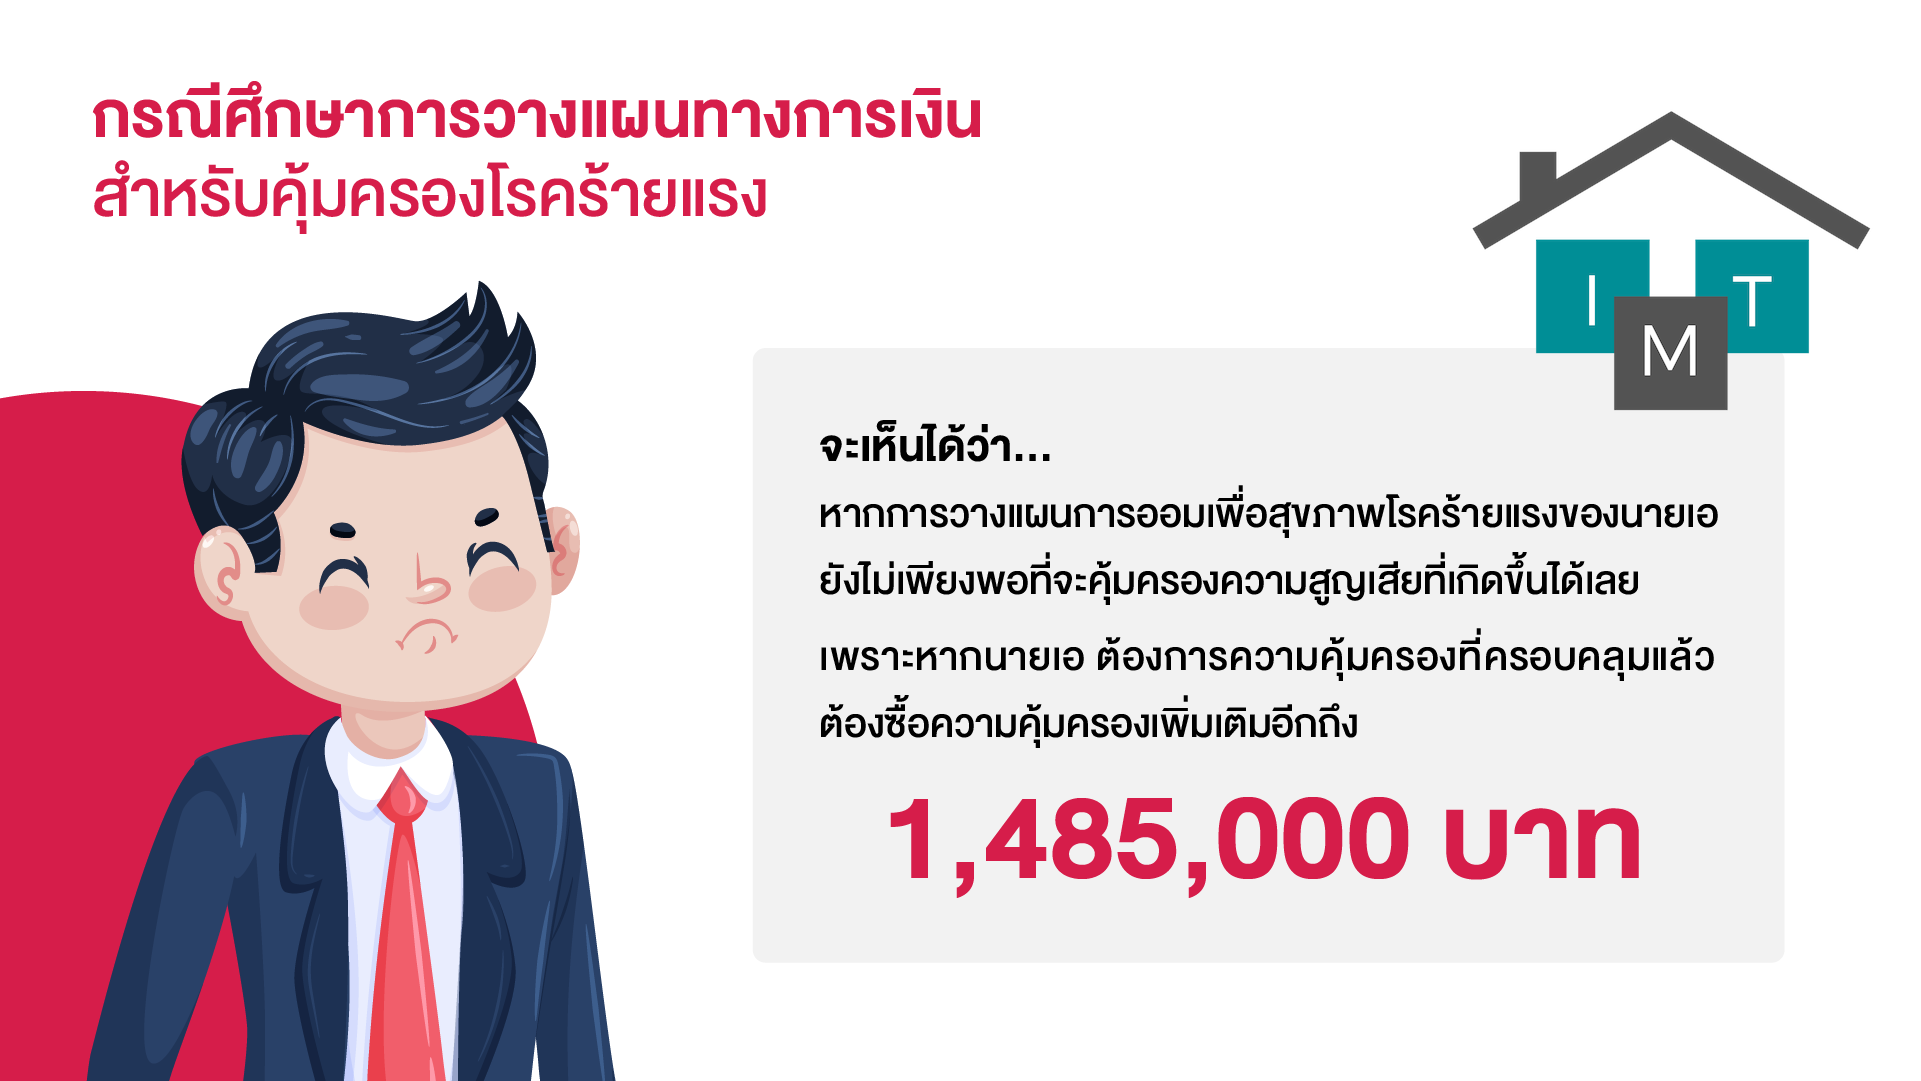 กรณีศึกษาการวางแผนทางการเงิน
สำหรับคุ้มครองโรคร้ายแรง
I M T
จะเห็นได้ว่า...
หากการวางแผนการออมเพื่อสุขภาพโรคร้ายแรงของนายเอ
ยังไม่เพียงพอที่จะคุ้มครองความสูญเสียที่เกิดขึ้นได้เลย
เพราะหากนายเอ ต้องการความคุ้มครองที่ครอบคลุมแล้ว
ต้องซื้อความคุ้มครองเพิ่มเติมอีกถึง
1,485,000 บาท